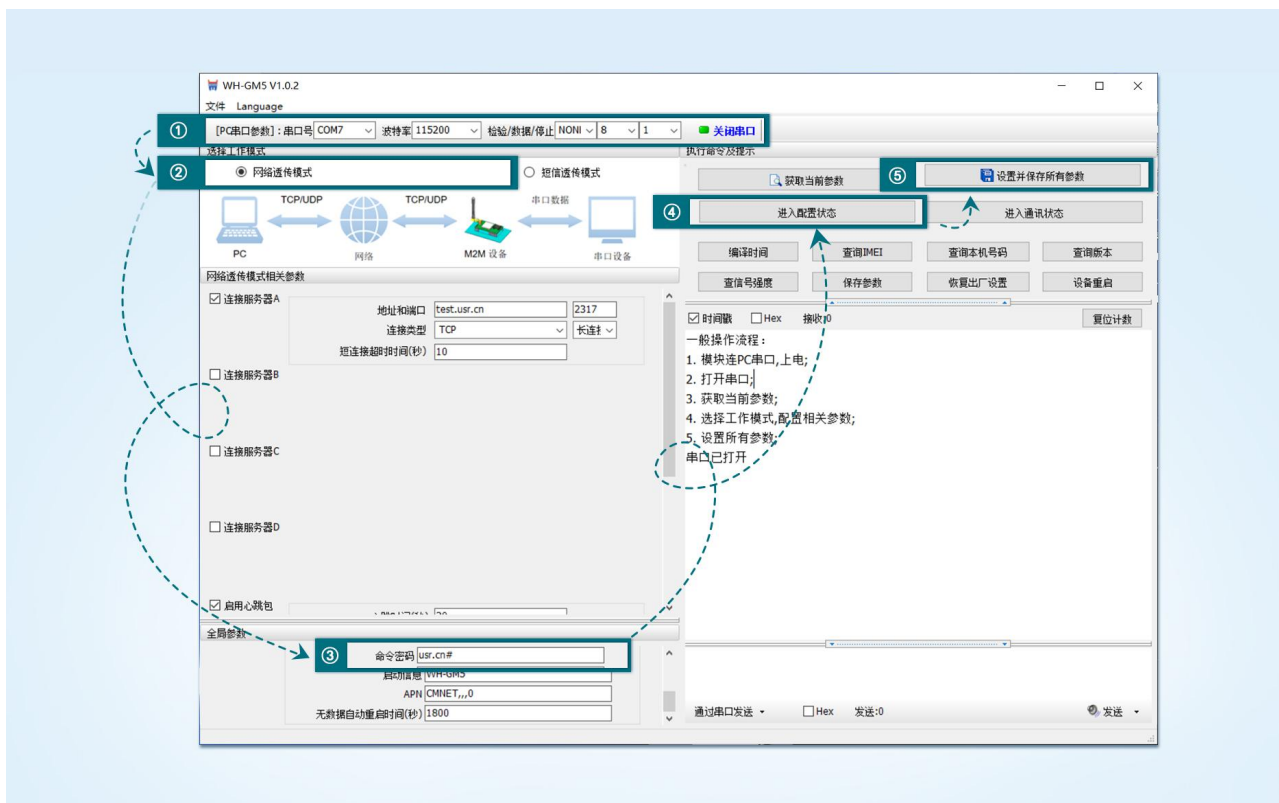 WH-GM5 V1.0.2
文件 Language
① [PC串口参数]：串口号 COM7 波特率 115200 检验/数据/停止 NONI 8 1 关闭串口
选择工作模式
② 网络透传模式 短信透传模式
TCP/UDP TCP/UDP 串口数据
PC 网络 M2M 设备 串口设备
网络透传模式相关参数
连接服务器A
地址和端口 test.usr.cn 2317
连接类型 TCP 长连接
短连接超时时间(秒) 10
连接服务器B
连接服务器C
连接服务器D
启用心跳包
全局参数
③ 命令密码 usr.cn#
启动信息 WH-GM5
APN CMNET,,,0
无数据自动重启时间(秒) 1800
执行命令及提示
获取当前参数 ⑤ 设置并保存所有参数
④ 进入配置状态 进入通讯状态
编译时间 查询IMEI 查询本机号码 查询版本
查信号强度 保存参数 恢复出厂设置 设备重启
时间戳 Hex 接收:0 复位计数
一般操作流程：
1. 模块连PC串口,上电;
2. 打开串口;
3. 获取当前参数;
4. 选择工作模式,配置相关参数;
5. 设置所有参数;
串口已打开
通过串口发送 Hex 发送:0 发送